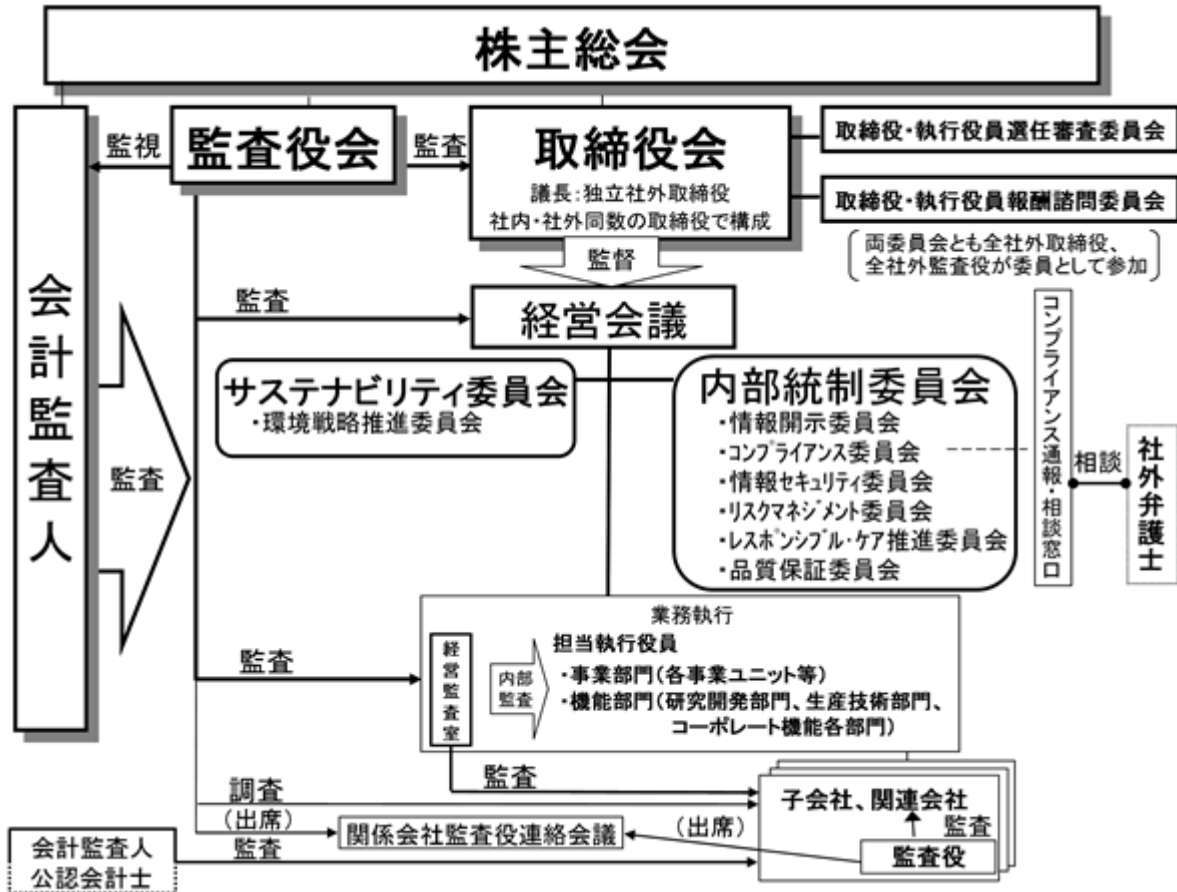 株主総会
監視
監査役会
監査
取締役会
議長:独立社外取締役
社内・社外同数の取締役で構成
取締役・執行役員選任審査委員会
取締役・執行役員報酬諮問委員会
両委員会とも全社外取締役、
全社外監査役が委員として参加
監督
会計監査人
監査
監査
経営会議
サステナビリティ委員会
・環境戦略推進委員会
内部統制委員会
・情報開示委員会
・コンプライアンス委員会
・情報セキュリティ委員会
・リスクマネジメント委員会
・レスポンシブル・ケア推進委員会
・品質保証委員会
コンプライアンス通報・相談窓口
相談
社外弁護士
業務執行
監査
経営監査室
内部
監査
担当執行役員
・事業部門(各事業ユニット等)
・機能部門(研究開発部門、生産技術部門、
コーポレート機能各部門)
監査
調査
(出席)
関係会社監査役連絡会議
(出席)
子会社、関連会社
監査
監査役
会計監査人
公認会計士
監査